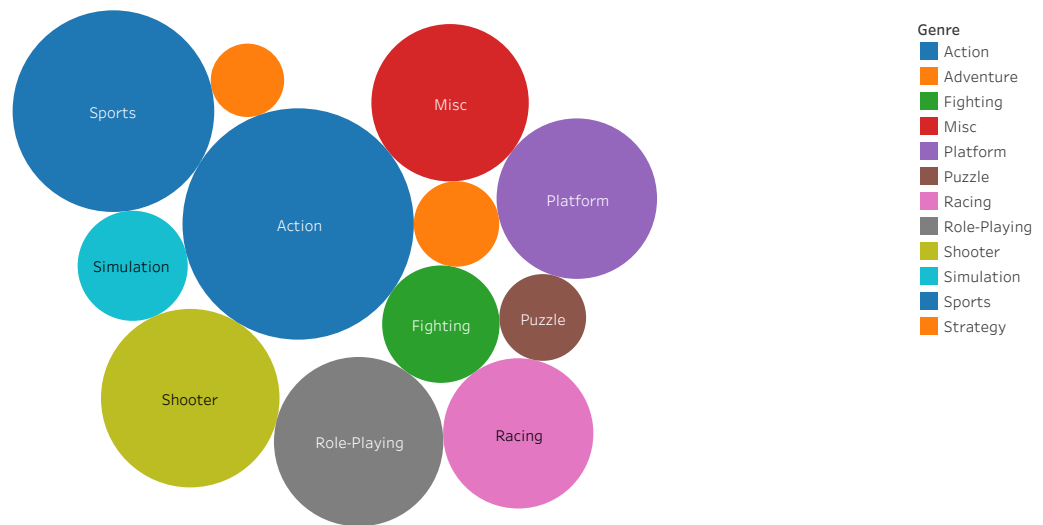 Sports
Misc
Platform
Action
Simulation
Fighting
Puzzle
Shooter
Role-Playing
Racing
Genre
Action
Adventure
Fighting
Misc
Platform
Puzzle
Racing
Role-Playing
Shooter
Simulation
Sports
Strategy